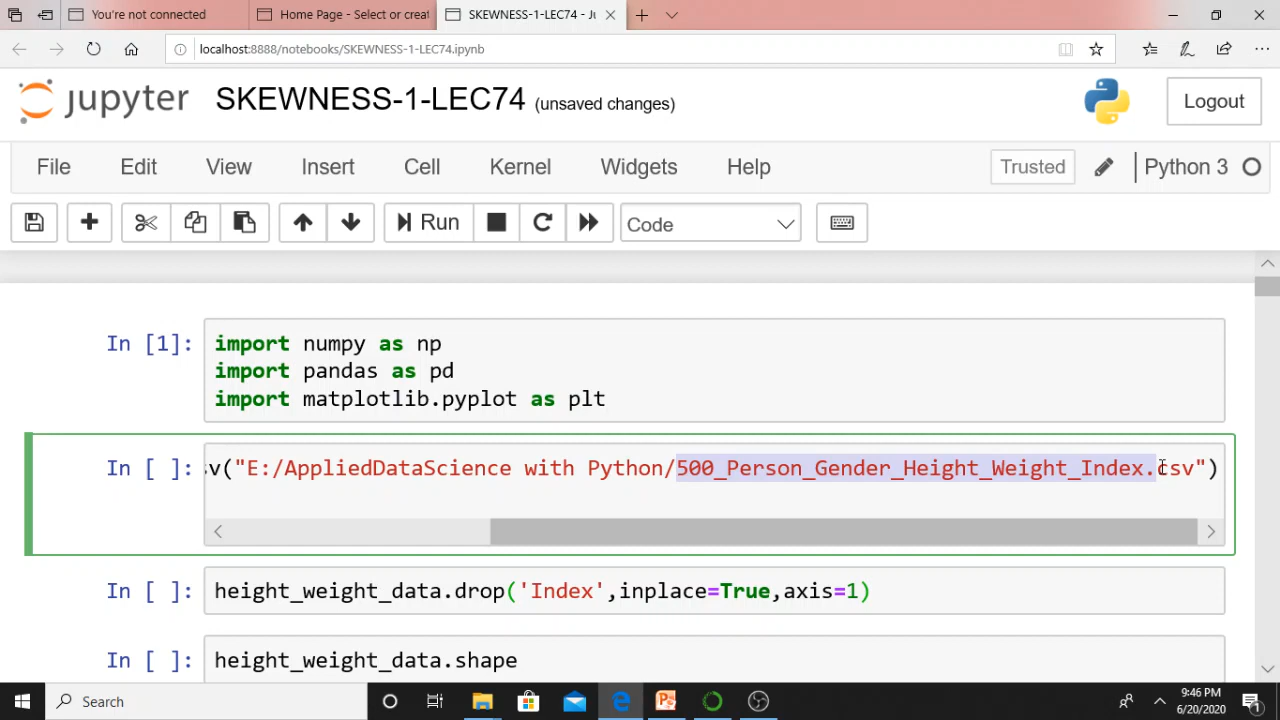 You're not connected
Home Page - Select or creat
SKEWNESS-1-LEC74 - Ju
localhost:8888/notebooks/SKEWNESS-1-LEC74.ipynb
jupyter SKEWNESS-1-LEC74 (unsaved changes)
Logout
File Edit View Insert Cell Kernel Widgets Help
Trusted
Python 3
Run
Code
In [1]: import numpy as np
import pandas as pd
import matplotlib.pyplot as plt
In [ ]: sv("E:/AppliedDataScience with Python/500_Person_Gender_Height_Weight_Index.csv")
In [ ]: height_weight_data.drop('Index',inplace=True,axis=1)
In [ ]: height_weight_data.shape
Search
9:46 PM
6/20/2020
1